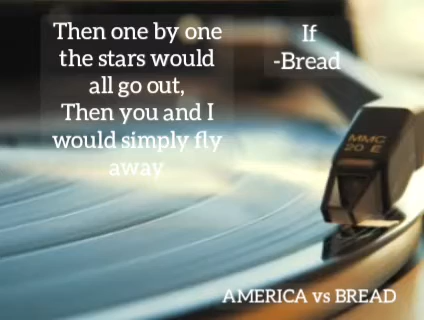 Then one by one
the stars would
all go out,
Then you and I
would simply fly
away
If
-Bread
MMC
20 E
AMERICA vs BREAD